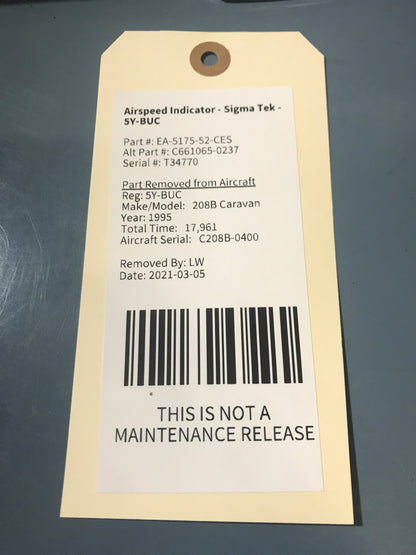 Airspeed Indicator - Sigma Tek -
5Y-BUC
Part #: EA-5175-52-CES
Alt Part #: C661065-0237
Serial #: T34770
Part Removed from Aircraft
Reg: 5Y-BUC
Make/Model: 208B Caravan
Year: 1995
Total Time: 17,961
Aircraft Serial: C208B-0400
Removed By: LW
Date: 2021-03-05
THIS IS NOT A
MAINTENANCE RELEASE